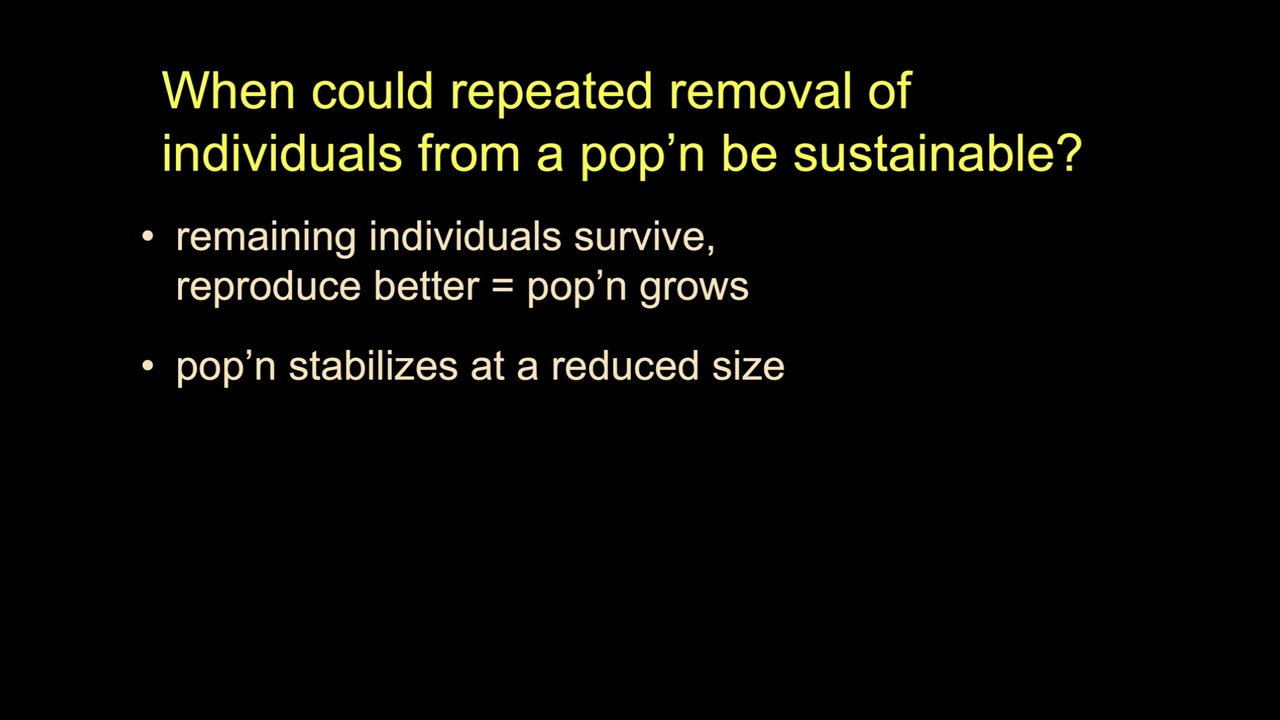 When could repeated removal of
individuals from a pop’n be sustainable?
• remaining individuals survive,
reproduce better = pop’n grows
• pop’n stabilizes at a reduced size